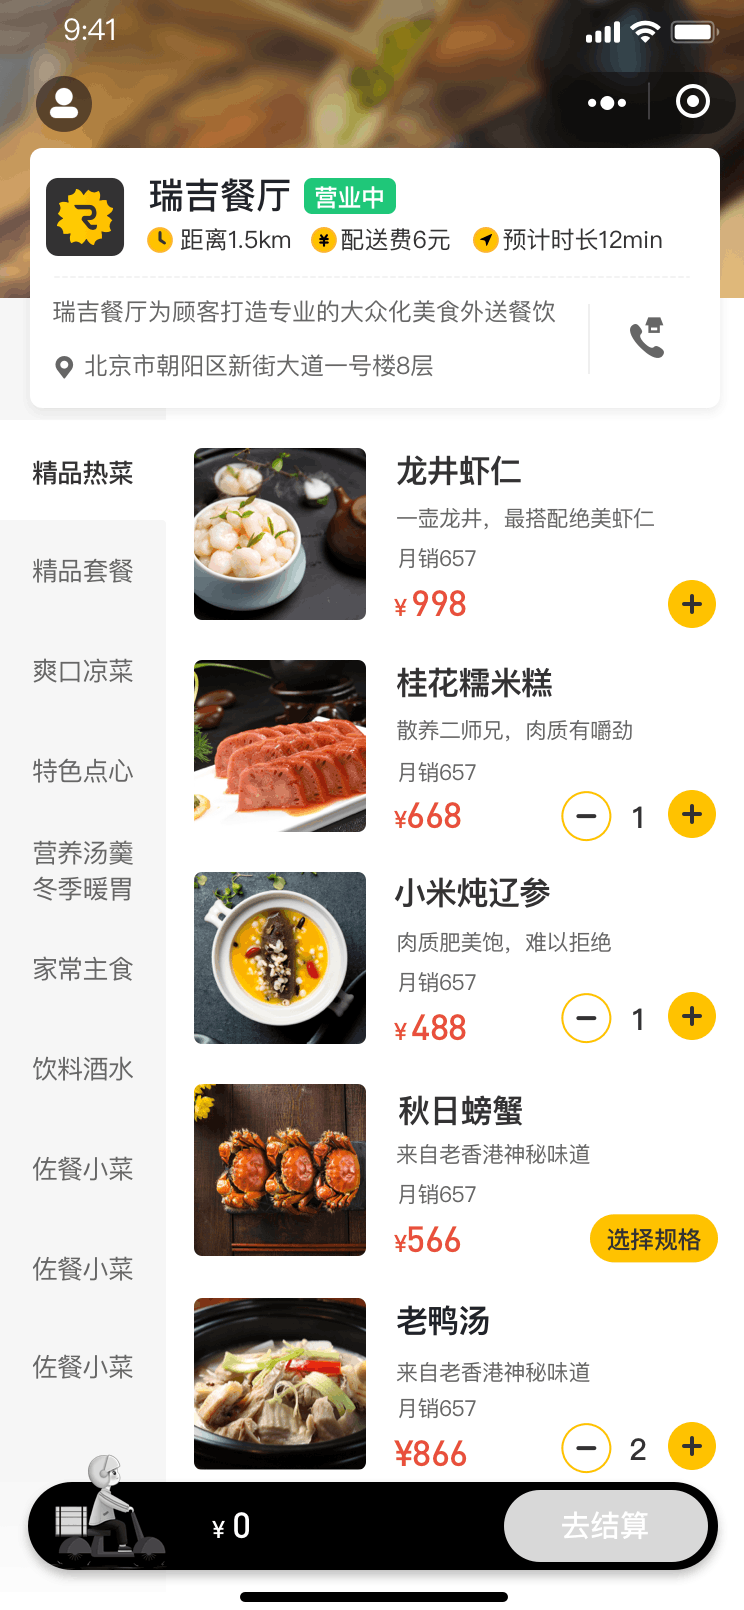 9:41
瑞吉餐厅 营业中
距离1.5km ¥配送费6元 预计时长12min
瑞吉餐厅为顾客打造专业的大众化美食外送餐饮
北京市朝阳区新街大道一号楼8层
精品热菜
精品套餐
爽口凉菜
特色点心
营养汤羹
冬季暖胃
家常主食
饮料酒水
佐餐小菜
佐餐小菜
佐餐小菜
龙井虾仁
一壶龙井，最搭配绝美虾仁
月销657
¥998
桂花糯米糕
散养二师兄，肉质有嚼劲
月销657
¥668 1
小米炖辽参
肉质肥美饱，难以拒绝
月销657
¥488 1
秋日螃蟹
来自老香港神秘味道
月销657
¥566 选择规格
老鸭汤
来自老香港神秘味道
月销657
¥866 2
¥0 去结算